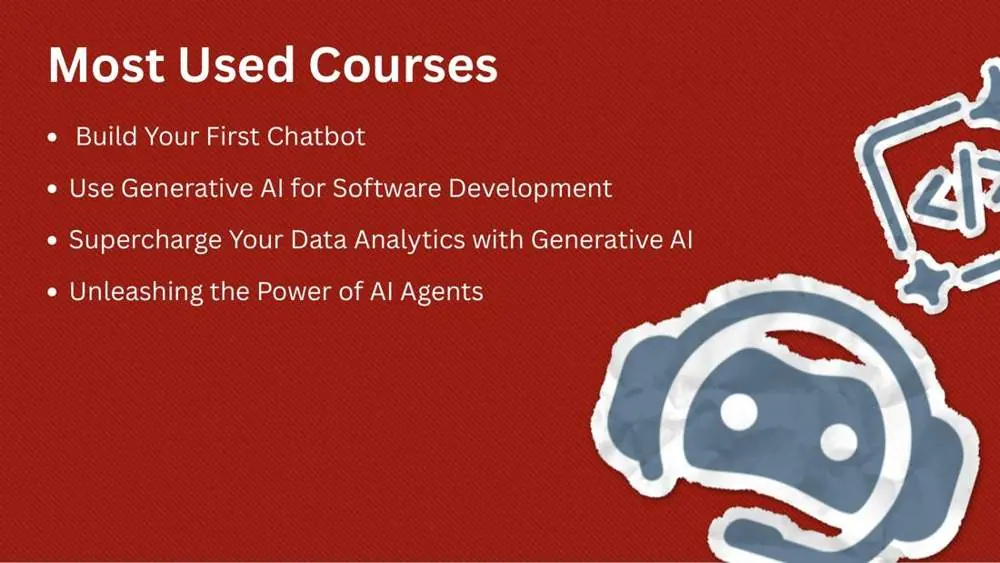 Most Used Courses
• Build Your First Chatbot
• Use Generative AI for Software Development
• Supercharge Your Data Analytics with Generative AI
• Unleashing the Power of AI Agents